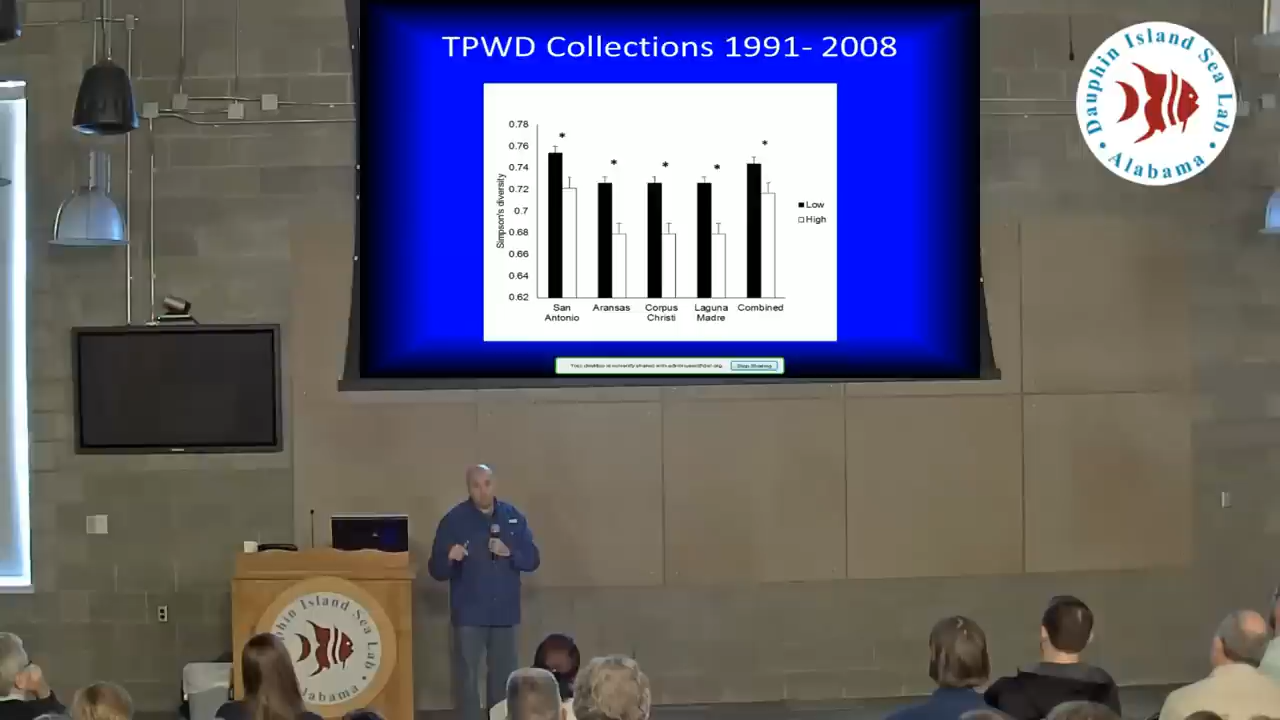 TPWD Collections 1991- 2008
0.78
0.76
0.74
0.72
0.7
0.68
0.66
0.64
0.62
Simpson's diversity
* * * * *
Low
High
San Antonio
Aransas
Corpus Christi
Laguna Madre
Combined
Stop Sharing
Dauphin Island Sea Lab
• Alabama •
hin Island Sea Lab
labama •